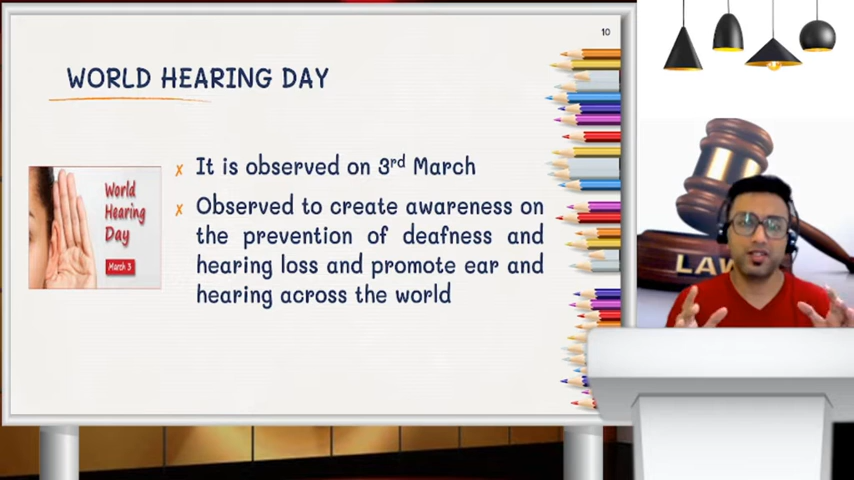 10
WORLD HEARING DAY
World
Hearing
Day
March 3
It is observed on 3rd March
Observed to create awareness on
the prevention of deafness and
hearing loss and promote ear and
hearing across the world
LAW